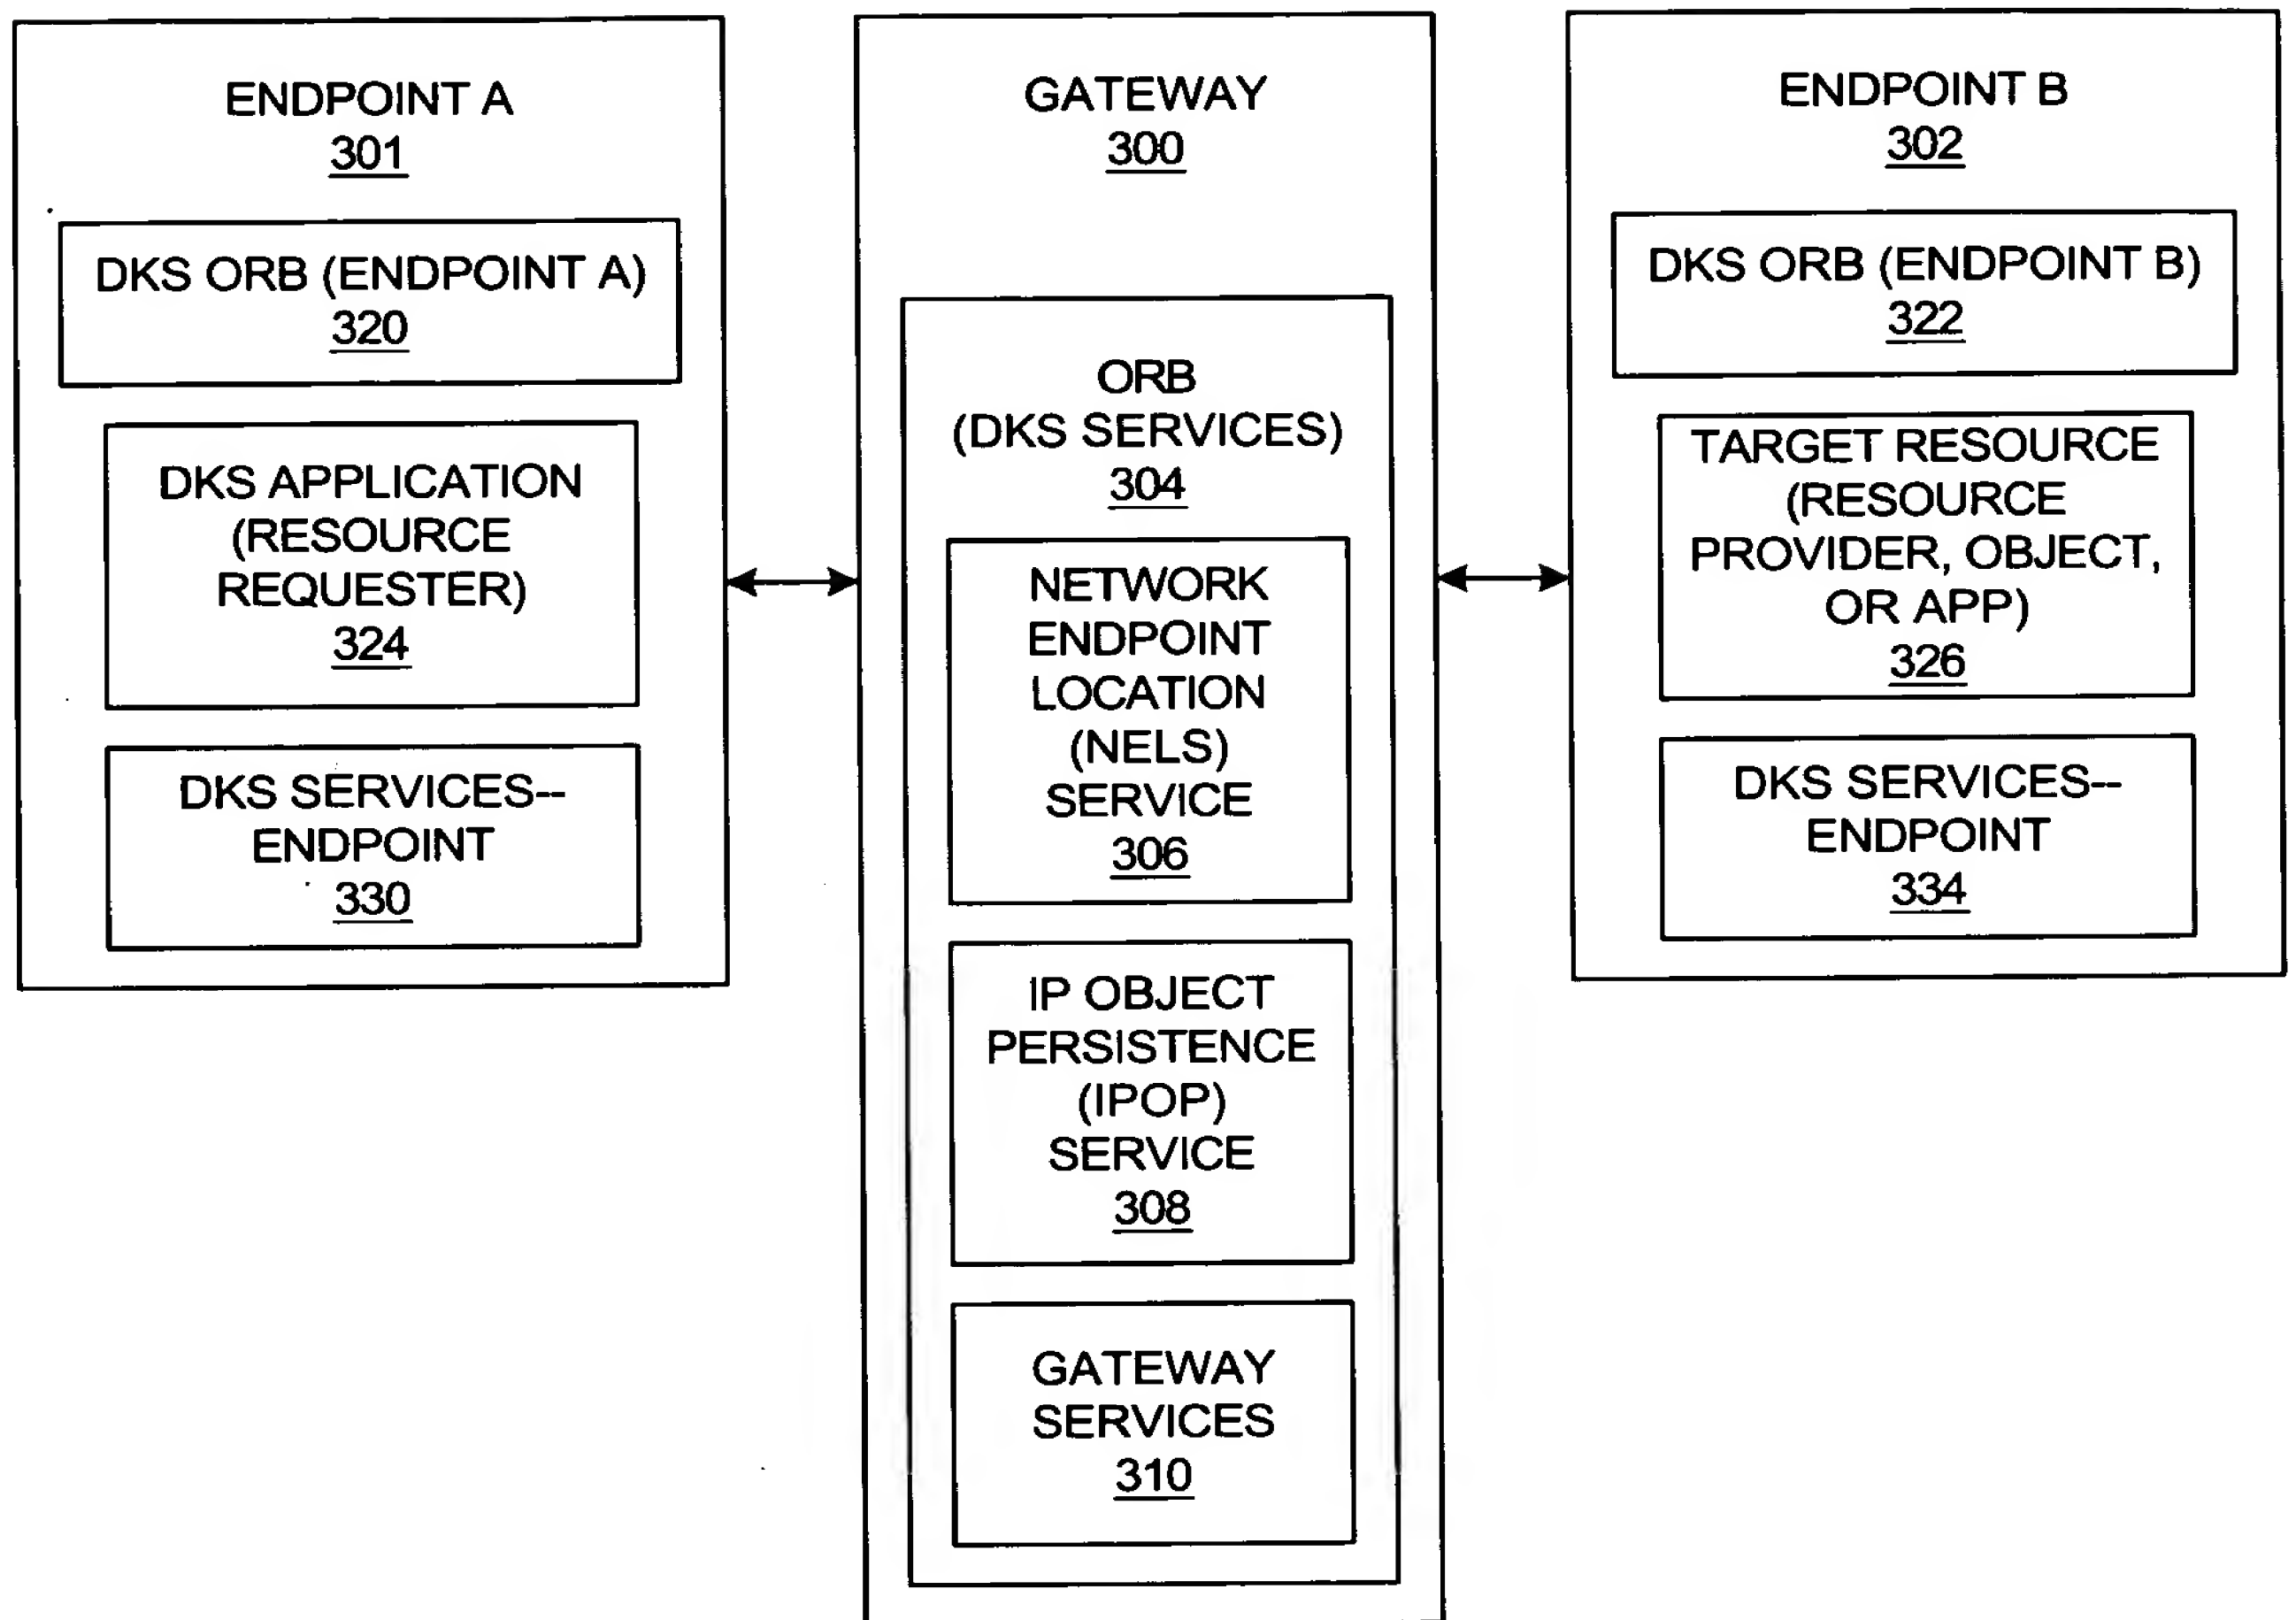 ENDPOINT A
301
DKS ORB (ENDPOINT A)
320
DKS APPLICATION
(RESOURCE
REQUESTER)
324
DKS SERVICES--
ENDPOINT
330
GATEWAY
300
ORB
(DKS SERVICES)
304
NETWORK
ENDPOINT
LOCATION
(NELS)
SERVICE
306
IP OBJECT
PERSISTENCE
(IPOP)
SERVICE
308
GATEWAY
SERVICES
310
ENDPOINT B
302
DKS ORB (ENDPOINT B)
322
TARGET RESOURCE
(RESOURCE
PROVIDER, OBJECT,
OR APP)
326
DKS SERVICES--
ENDPOINT
334